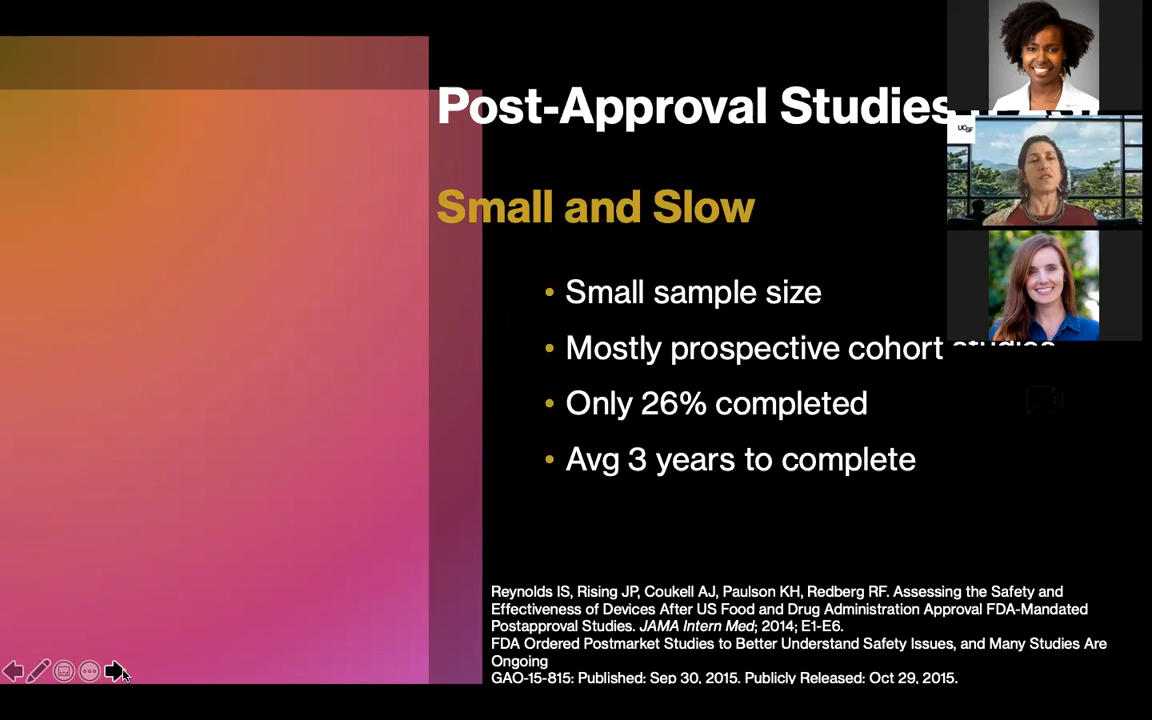 Post-Approval Studies
Small and Slow
• Small sample size
• Mostly prospective cohort studies
• Only 26% completed
• Avg 3 years to complete
Reynolds IS, Rising JP, Coukell AJ, Paulson KH, Redberg RF. Assessing the Safety and
Effectiveness of Devices After US Food and Drug Administration Approval FDA-Mandated
Postapproval Studies. JAMA Intern Med; 2014; E1-E6.
FDA Ordered Postmarket Studies to Better Understand Safety Issues, and Many Studies Are
Ongoing
GAO-15-815: Published: Sep 30, 2015. Publicly Released: Oct 29, 2015.
UCSF